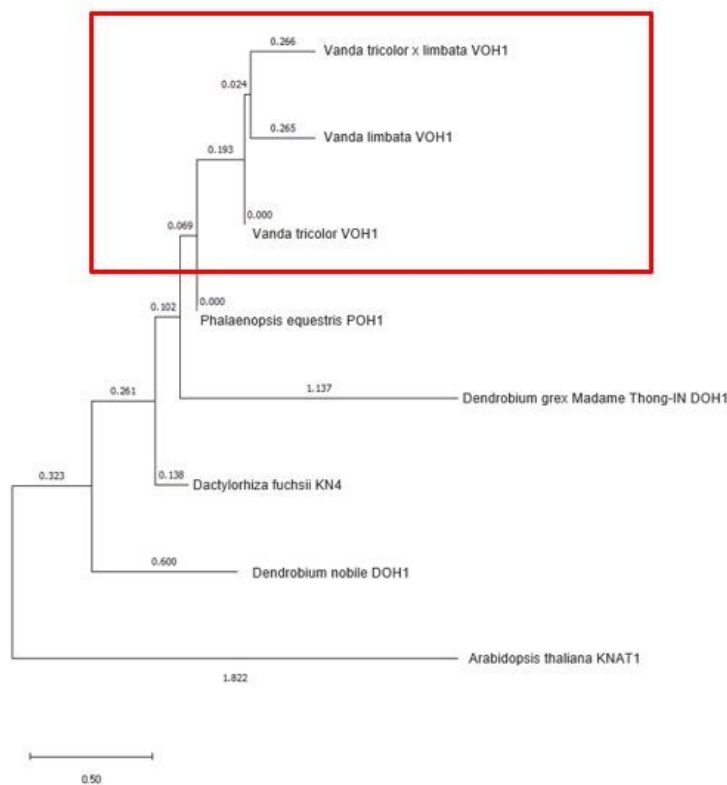 0.266
Vanda tricolor x limbata VOH1
0.024
0.265
Vanda limbata VOH1
0.193
0.000
Vanda tricolor VOH1
0.069
0.000
Phalaenopsis equestris POH1
0.102
1.137
Dendrobium grex Madame Thong-IN DOH1
0.261
0.138
Dactylorhiza fuchsii KN4
0.323
0.600
Dendrobium nobile DOH1
Arabidopsis thaliana KNAT1
1.822
0.50